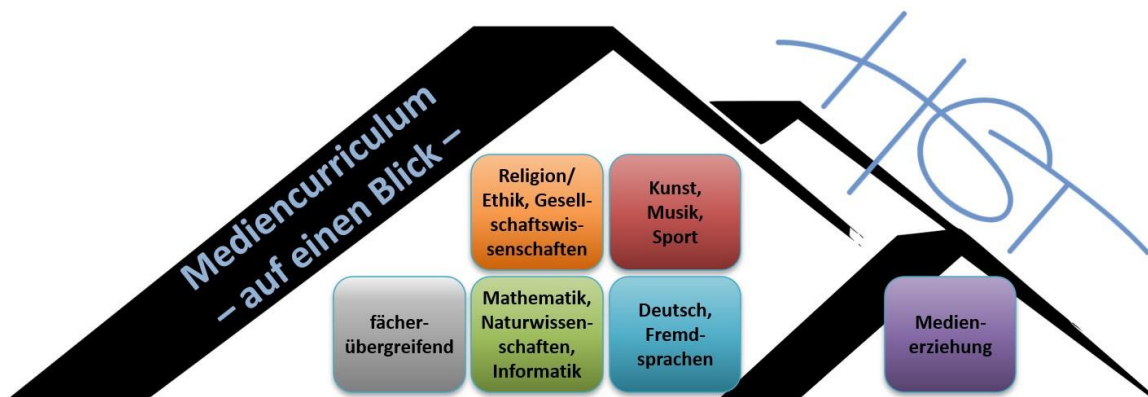 Mediencurriculum
– auf einen Blick –
HGT
Religion/
Ethik, Gesell-
schaftswis-
senschaften
Kunst,
Musik,
Sport
fächer-
übergreifend
Mathematik,
Naturwissen-
schaften,
Informatik
Deutsch,
Fremd-
sprachen
Medien-
erziehung